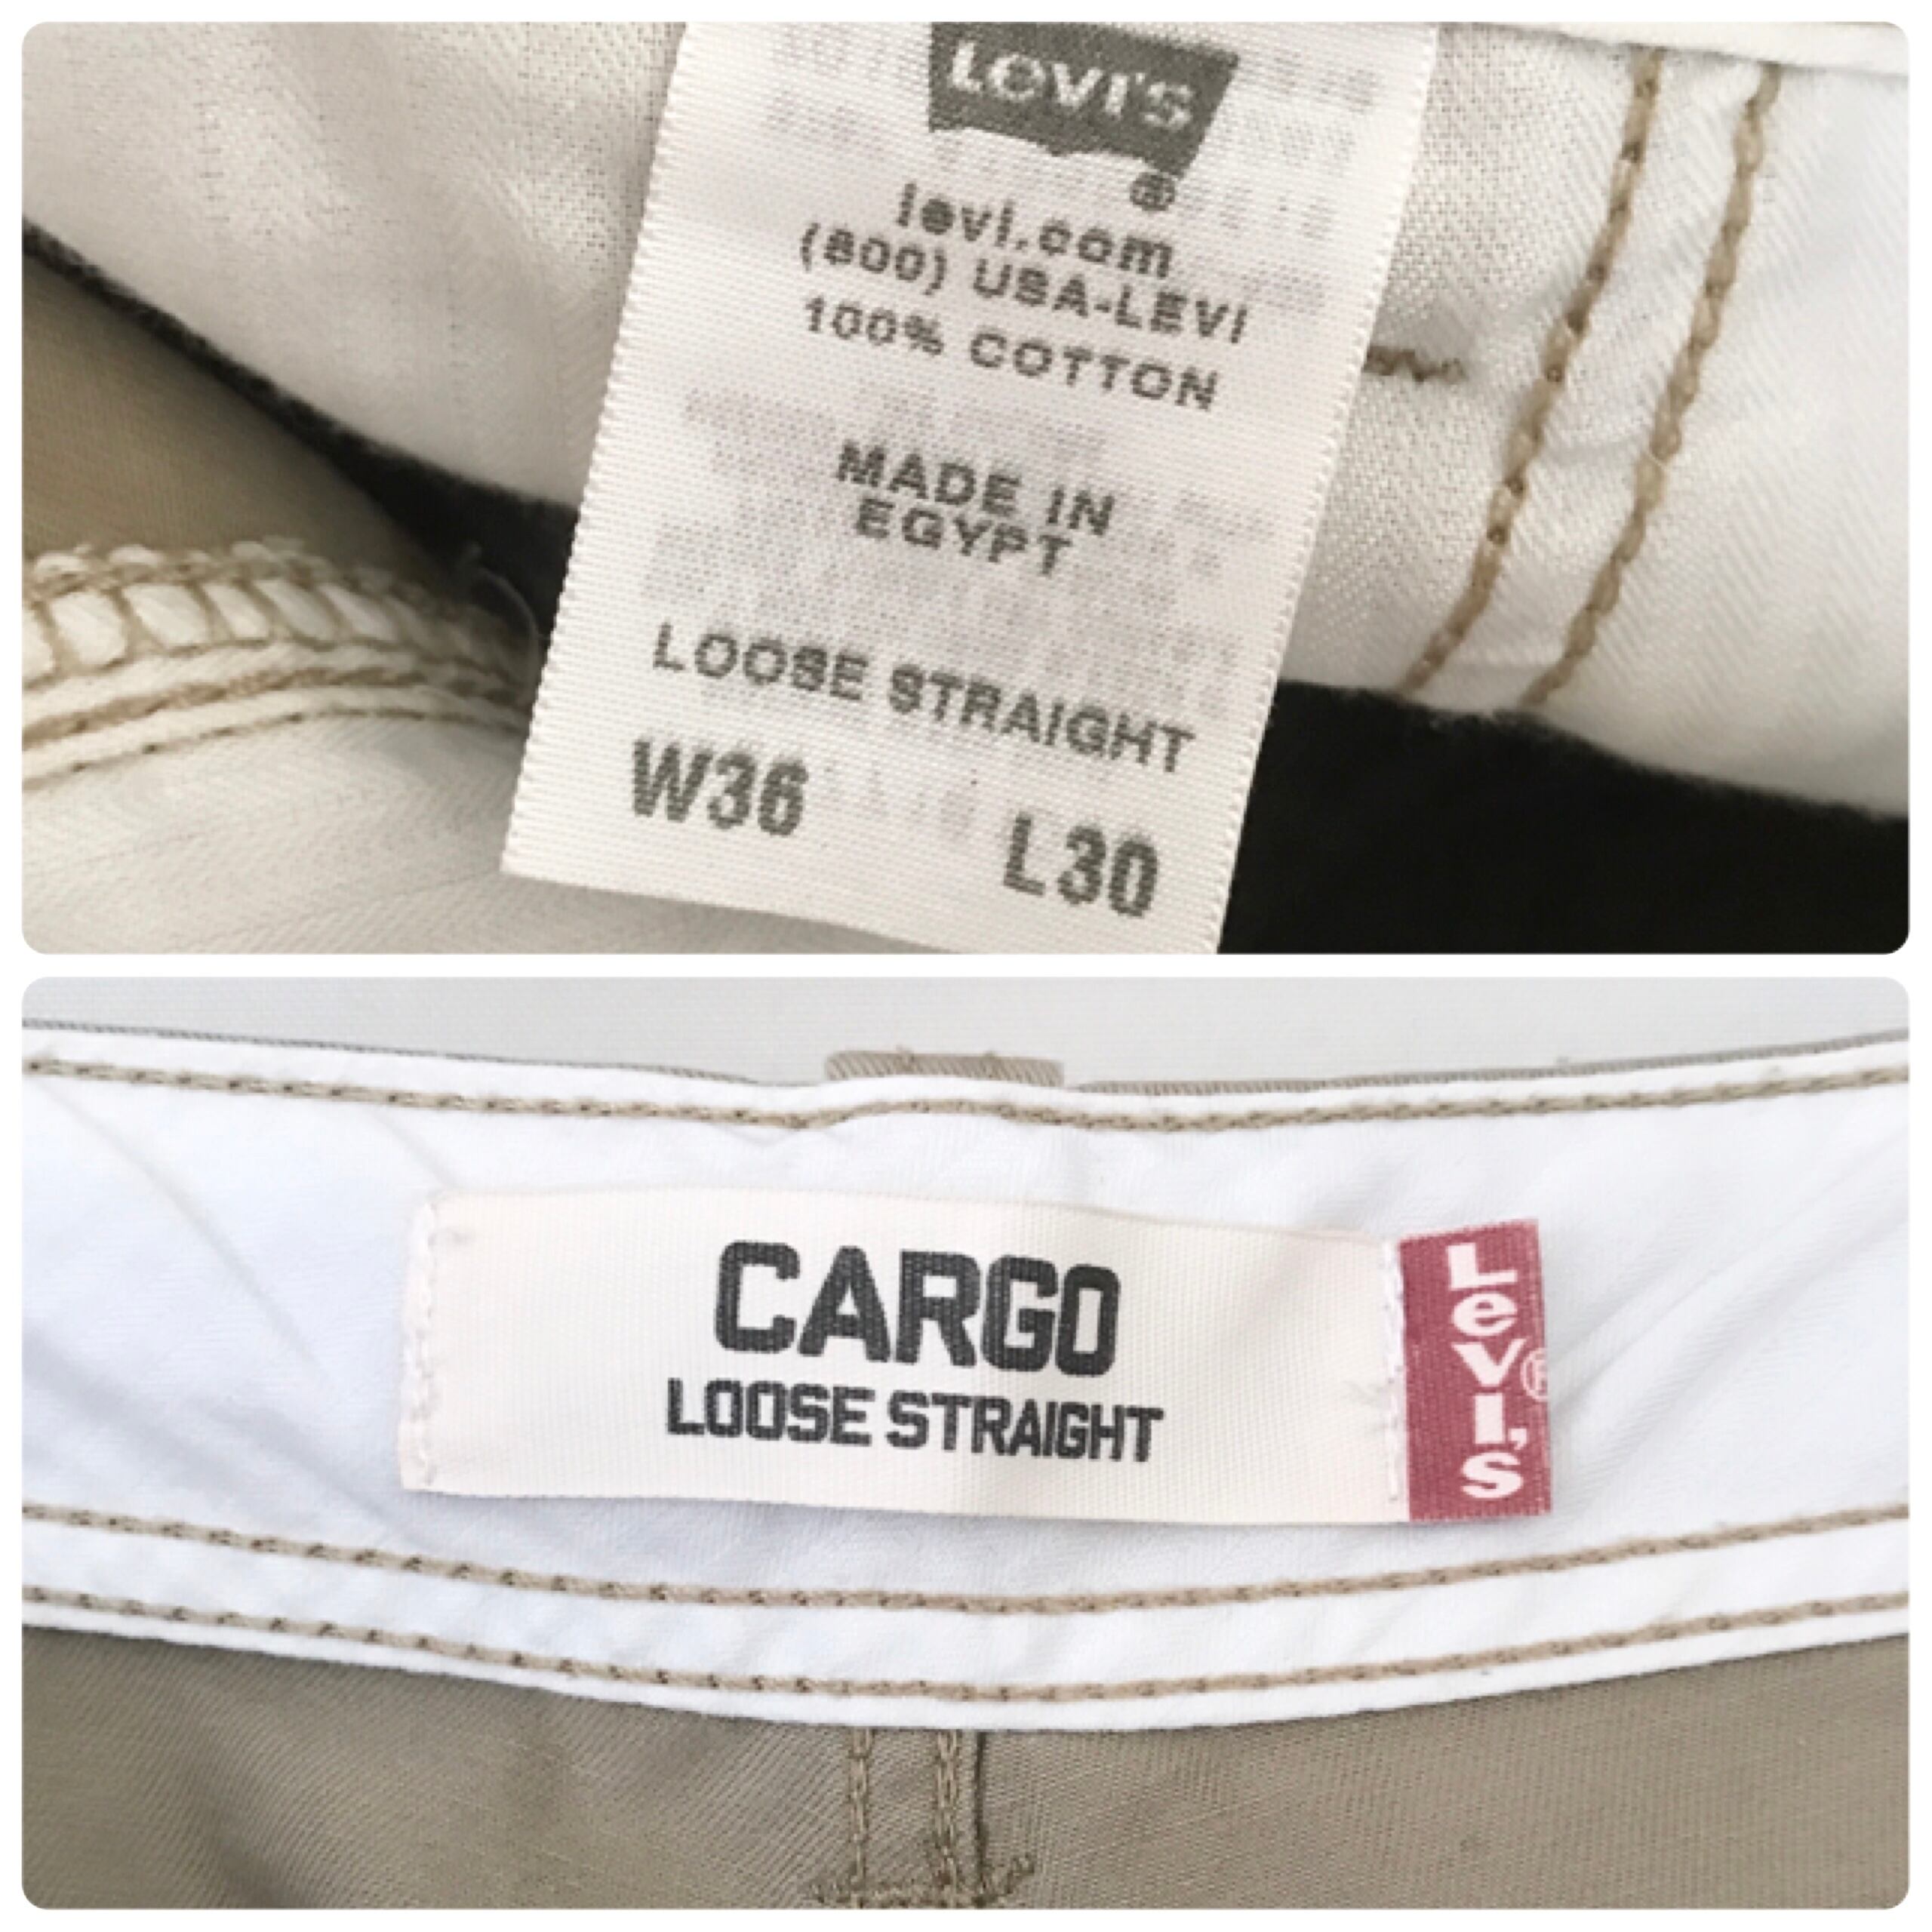 LEVI'S
®
levi.com
(800) USA-LEVI
100% COTTON
MADE IN
EGYPT
LOOSE STRAIGHT
W36 L30
CARGO
LOOSE STRAIGHT
LeVI'S
®